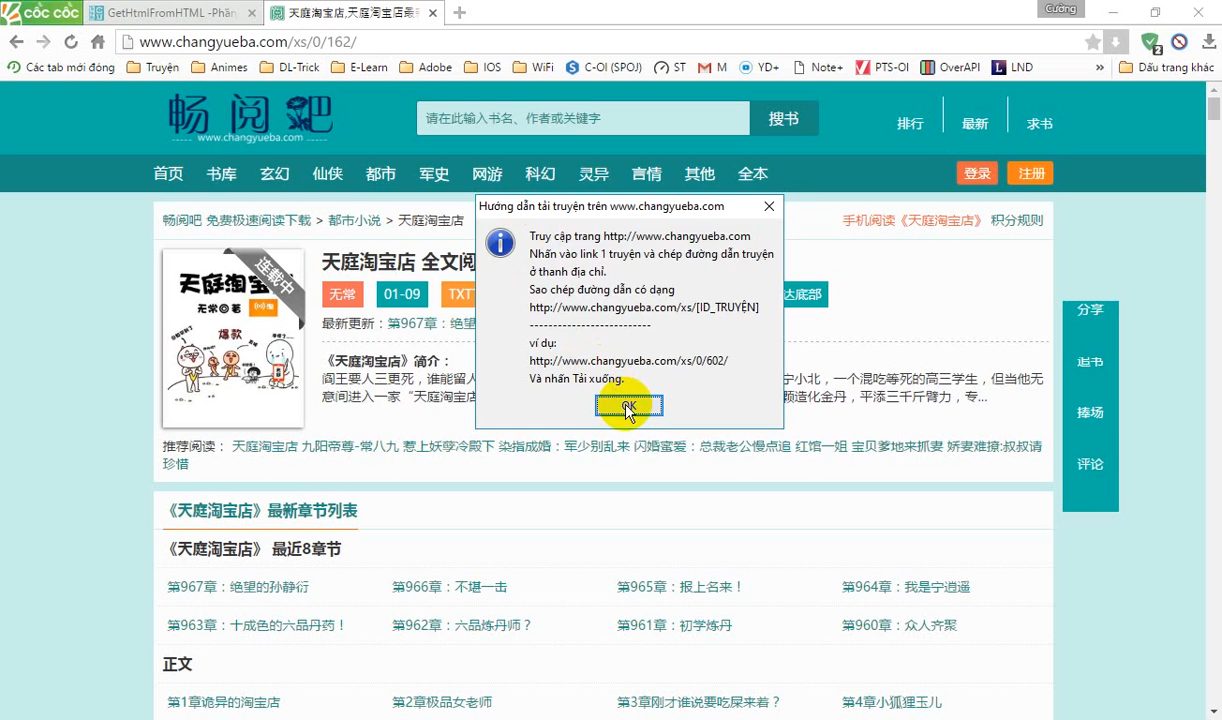 CỐC CỐC
GetHtmlFromHTML -Phần
天庭淘宝店,天庭淘宝店最
Cường
www.changyueba.com/xs/0/162/
2
Các tab mới đóng
Truyện
Animes
DL-Trick
E-Learn
Adobe
IOS
WiFi
C-OI (SPOJ)
ST
M
YD+
Note+
PTS-OI
OverAPI
LND
»
Dấu trang khác
畅阅吧
www.changyueba.com
请在此输入书名、作者或关键字
搜书
排行
最新
求书
首页 书库 玄幻 仙侠 都市 军史 网游 科幻 灵异 言情 其他 全本
登录
注册
畅阅吧 免费极速阅读下载 > 都市小说 > 天庭淘宝店
手机阅读《天庭淘宝店》 积分规则
连载中
天庭淘宝
无常◎著
爆款
天庭淘宝店 全文阅
无常
01-09
TXT
达底部
最新更新：第967章：绝望
《天庭淘宝店》简介：
阎王要人三更死，谁能留人
宁小北，一个混吃等死的高三学生，但当他无
意间进入一家“天庭淘宝店
颗造化金丹，平添三千斤臂力，专...
推荐阅读： 天庭淘宝店 九阳帝尊-常八九 惹上妖孽冷殿下 染指成婚：军少别乱来 闪婚蜜爱：总裁老公慢点追 红馆一姐 宝贝爹地来抓妻 娇妻难撩:叔叔请
珍惜
Hướng dẫn tải truyện trên www.changyueba.com
Truy cập trang http://www.changyueba.com
Nhấn vào link 1 truyện và chép đường dẫn truyện
ở thanh địa chỉ.
Sao chép đường dẫn có dạng
http://www.changyueba.com/xs/[ID_TRUYỆN]
--------------------------
ví dụ:
http://www.changyueba.com/xs/0/602/
Và nhấn Tải xuống.
OK
分享
追书
捧场
评论
《天庭淘宝店》最新章节列表
《天庭淘宝店》 最近8章节
第967章：绝望的孙静衍
第966章：不堪一击
第965章：报上名来！
第964章：我是宁逍遥
第963章：十成色的六品丹药！
第962章：六品炼丹师？
第961章：初学炼丹
第960章：众人齐聚
正文
第1章诡异的淘宝店
第2章极品女老师
第3章刚才谁说要吃屎来着？
第4章小狐狸玉儿